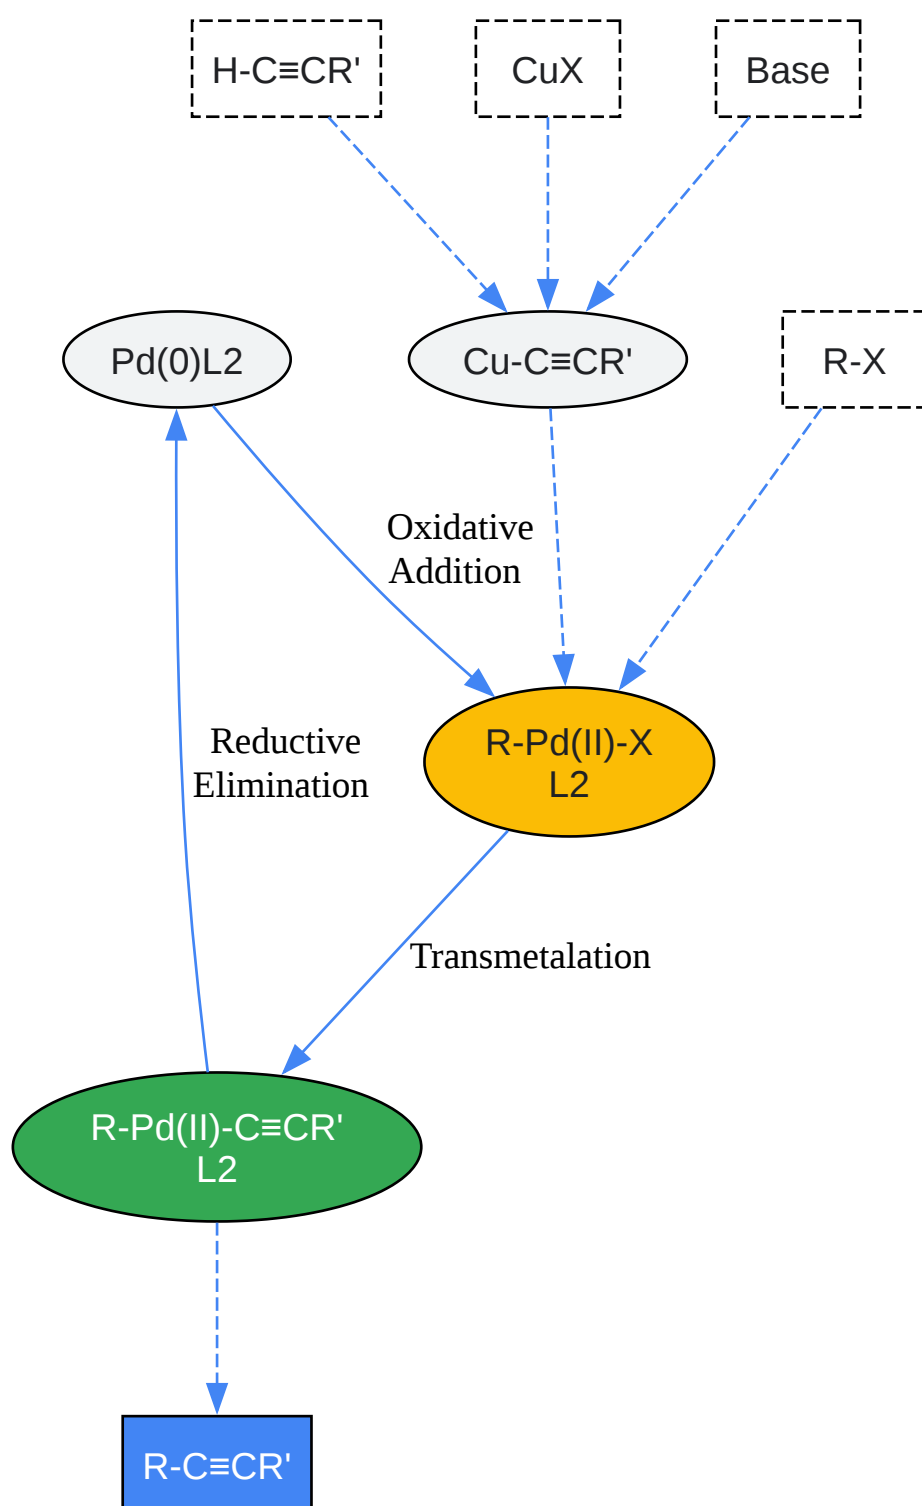 H-C≡CR'
CuX
Base
Pd(0)L2
Cu-C≡CR'
R-X
Oxidative
Addition
Reductive
Elimination
R-Pd(II)-X
L2
Transmetalation
R-Pd(II)-C≡CR'
L2
R-C≡CR'